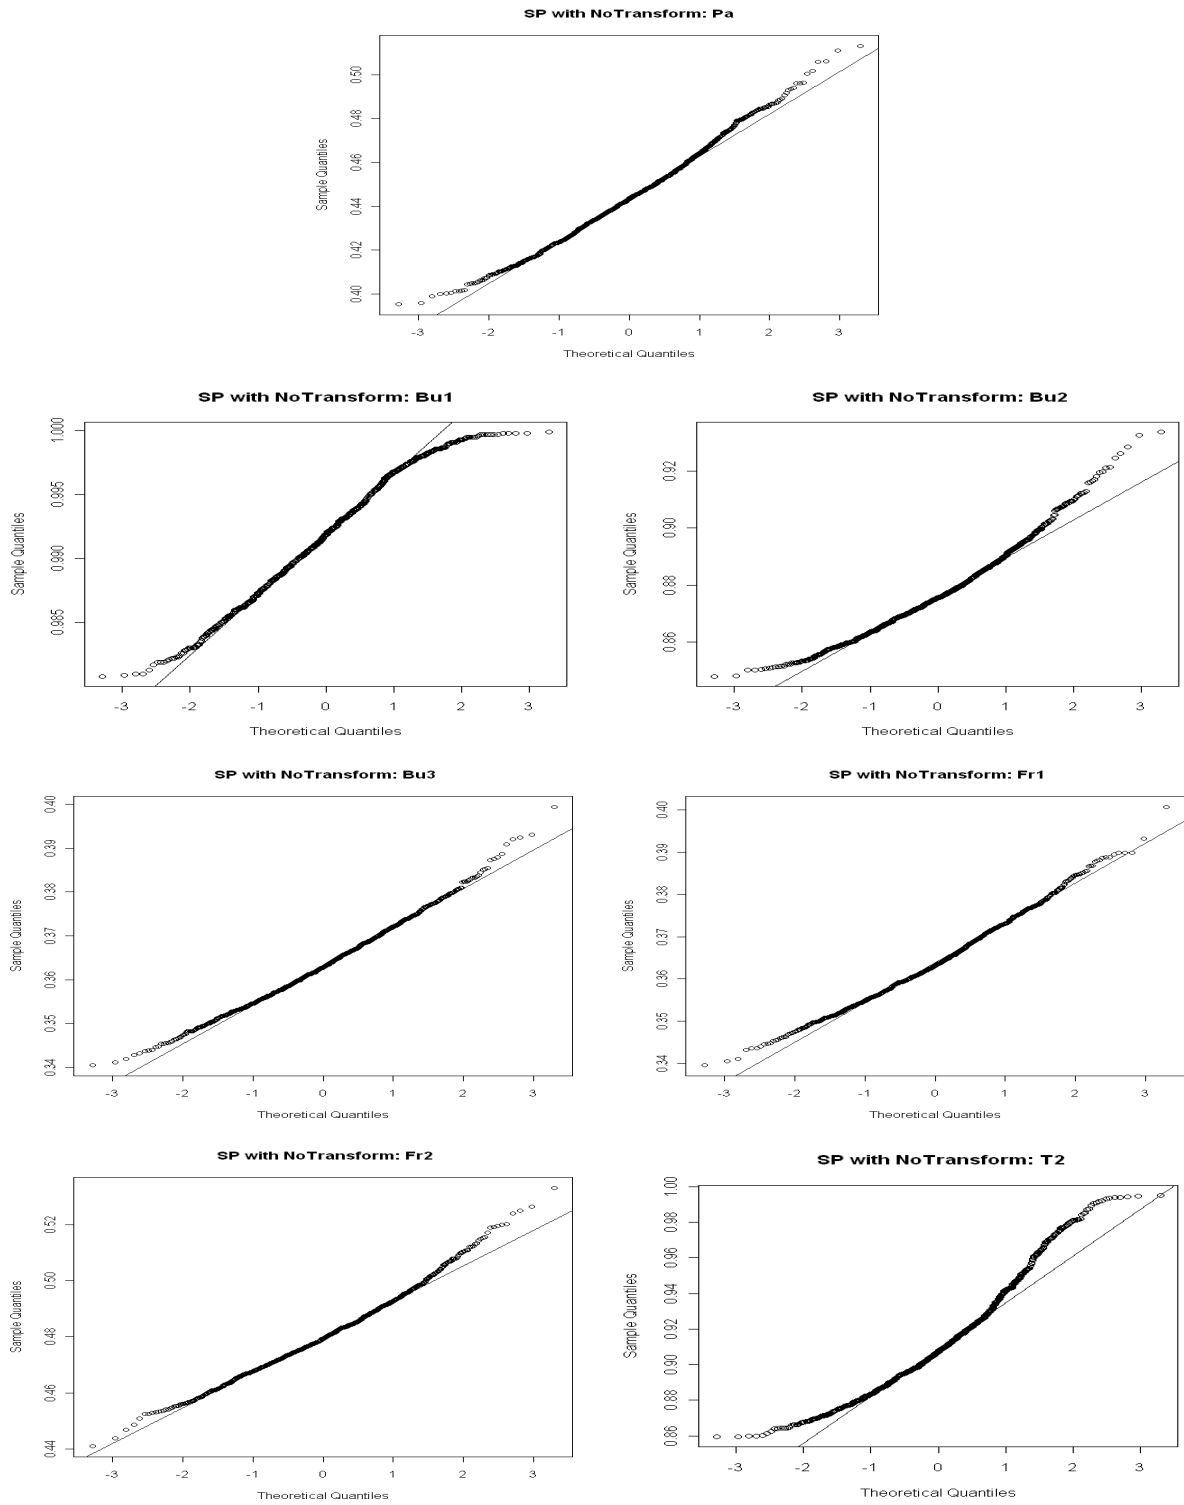 SP with NoTransform: Pa
Sample Quantiles
0.50
0.48
0.46
0.44
0.42
0.40
-3 -2 -1 0 1 2 3
Theoretical Quantiles
SP with NoTransform: Bu1
Sample Quantiles
1.000
0.995
0.990
0.985
-3 -2 -1 0 1 2 3
Theoretical Quantiles
SP with NoTransform: Bu2
Sample Quantiles
0.92
0.90
0.88
0.86
-3 -2 -1 0 1 2 3
Theoretical Quantiles
SP with NoTransform: Bu3
Sample Quantiles
0.40
0.39
0.38
0.37
0.36
0.35
0.34
-3 -2 -1 0 1 2 3
Theoretical Quantiles
SP with NoTransform: Fr1
Sample Quantiles
0.40
0.39
0.38
0.37
0.36
0.35
0.34
-3 -2 -1 0 1 2 3
Theoretical Quantiles
SP with NoTransform: Fr2
Sample Quantiles
0.52
0.50
0.48
0.46
0.44
-3 -2 -1 0 1 2 3
Theoretical Quantiles
SP with NoTransform: T2
Sample Quantiles
1.00
0.98
0.96
0.94
0.92
0.90
0.88
0.86
-3 -2 -1 0 1 2 3
Theoretical Quantiles